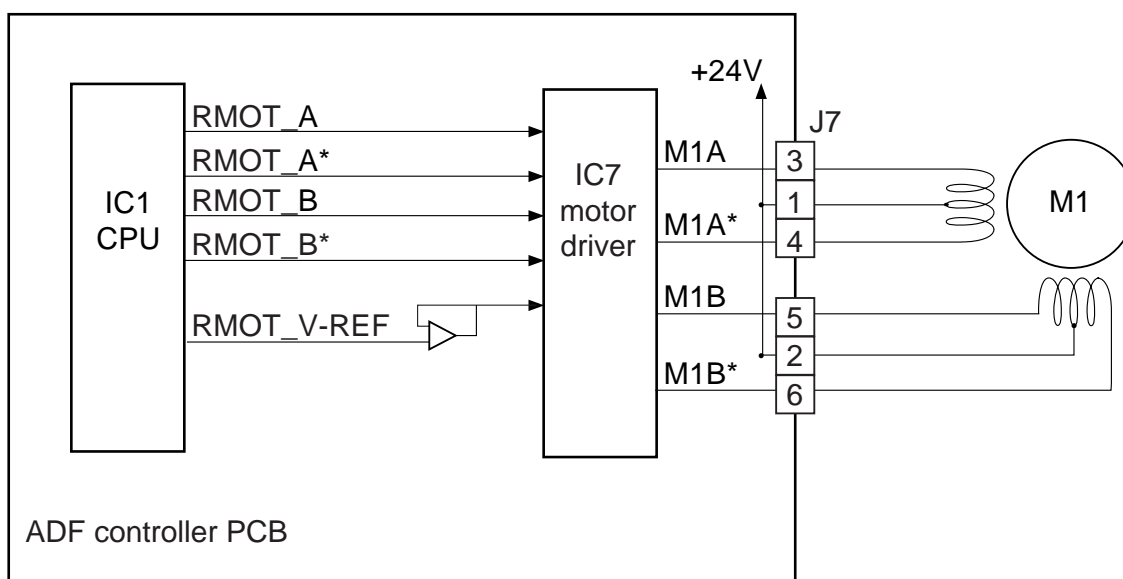 +24V
J7
RMOT_A
RMOT_A*
RMOT_B
RMOT_B*
RMOT_V-REF
IC1
CPU
IC7
motor
driver
M1A
M1A*
M1B
M1B*
3
1
4
5
2
6
M1
ADF controller PCB